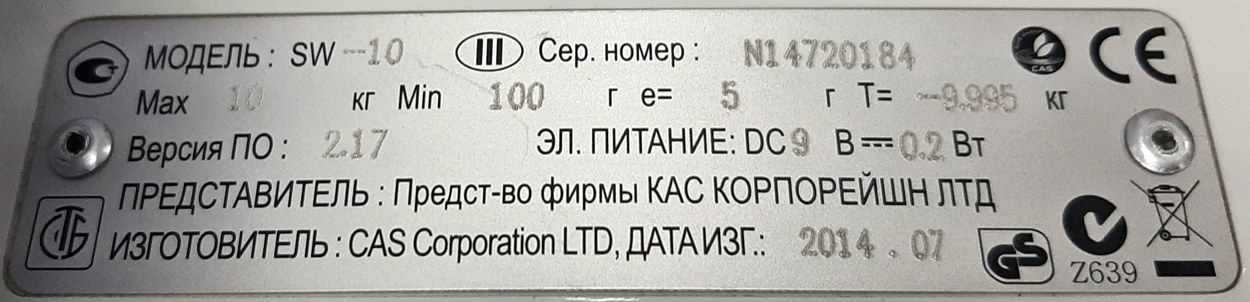 МОДЕЛЬ : SW-10 III Сер. номер : N14720184 CAS CE
Max 10 кг Min 100 г e= 5 г T= -9.995 кг
Версия ПО : 2.17 ЭЛ. ПИТАНИЕ: DC 9 В 0.2 Вт
ПРЕДСТАВИТЕЛЬ : Предст-во фирмы КАС КОРПОРЕЙШН ЛТД
ИЗГОТОВИТЕЛЬ : CAS Corporation LTD, ДАТА ИЗГ.: 2014 . 07 GS
Z639